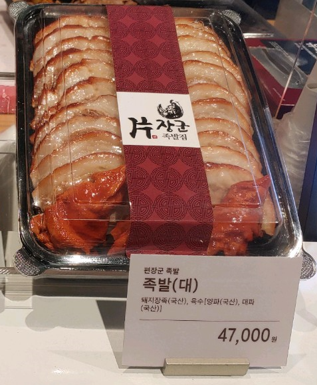 片장군
족발집
편장군 족발
족발(대)
돼지장족(국산), 육수[양파(국산), 대파
(국산)]
47,000원